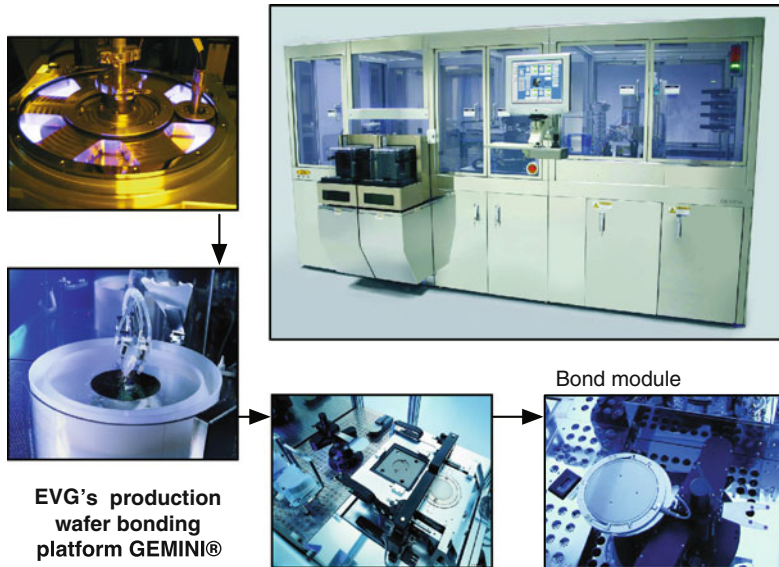 Bond module
EVG's production
wafer bonding
platform GEMINI®